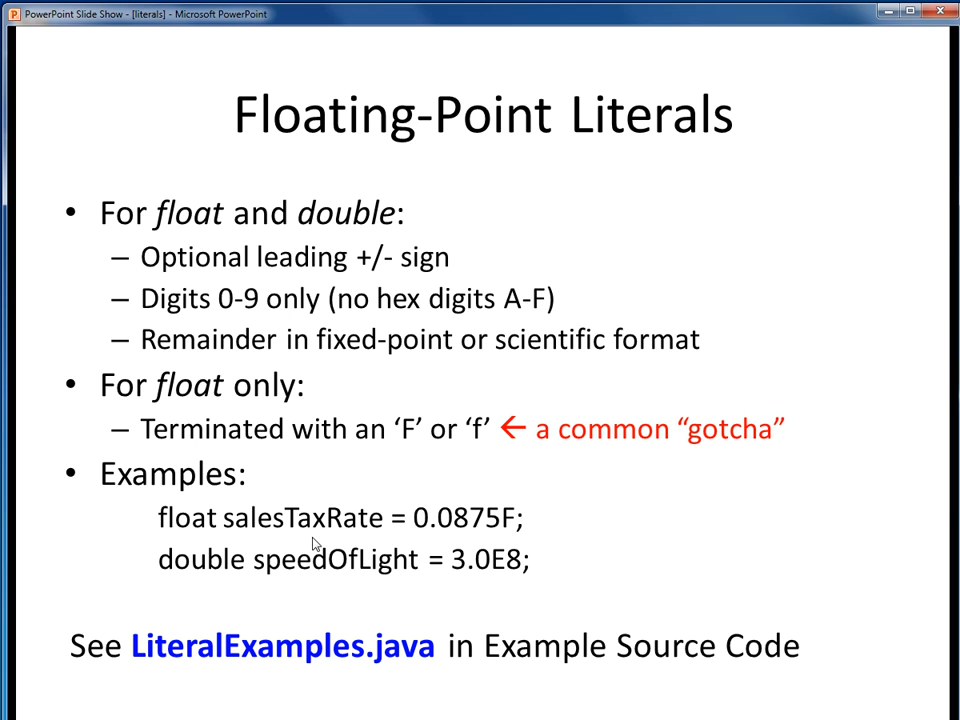 PowerPoint Slide Show - [literals] - Microsoft PowerPoint
Floating-Point Literals
• For float and double:
– Optional leading +/- sign
– Digits 0-9 only (no hex digits A-F)
– Remainder in fixed-point or scientific format
• For float only:
– Terminated with an ‘F’ or ‘f’ ← a common “gotcha”
• Examples:
float salesTaxRate = 0.0875F;
double speedOfLight = 3.0E8;
See LiteralExamples.java in Example Source Code